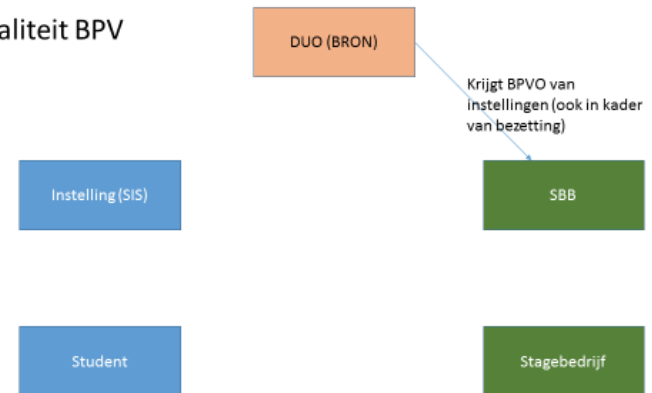 aliteit BPV
DUO (BRON)
Krijgt BPVO van
instellingen (ook in kader
van bezetting)
Instelling (SIS)
SBB
Student
Stagebedrijf